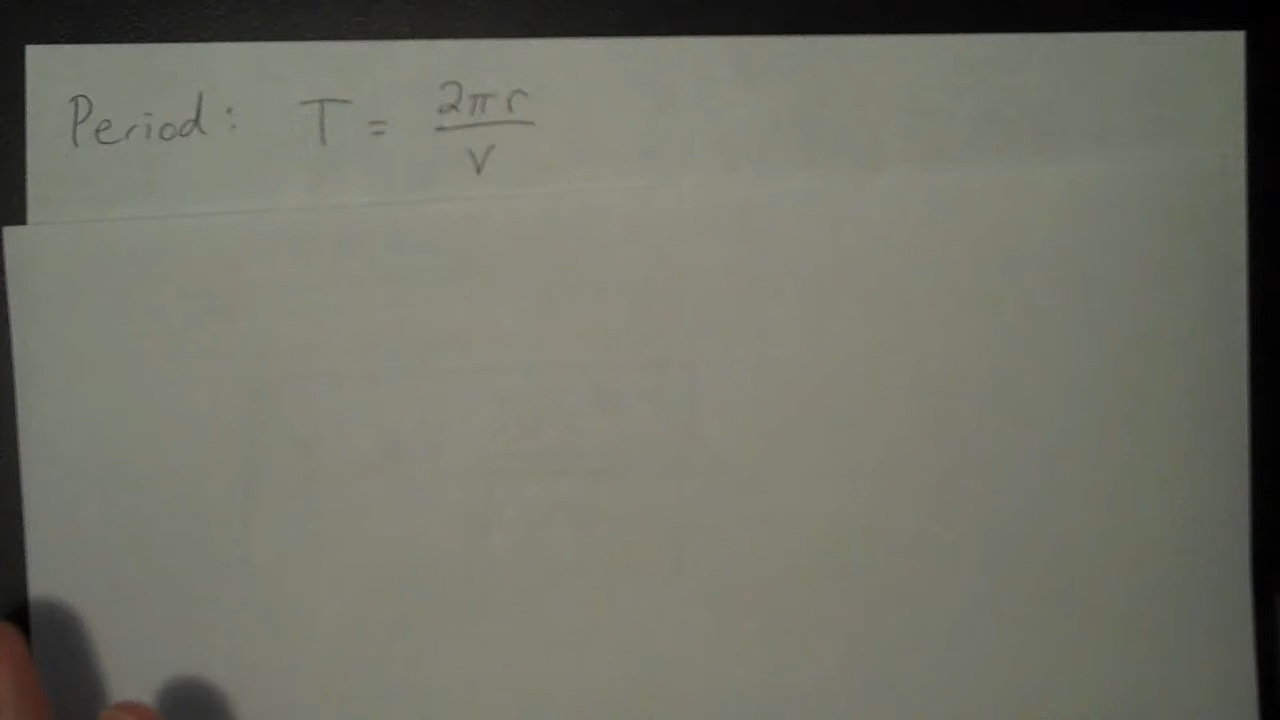 Period: T = 2πr / v